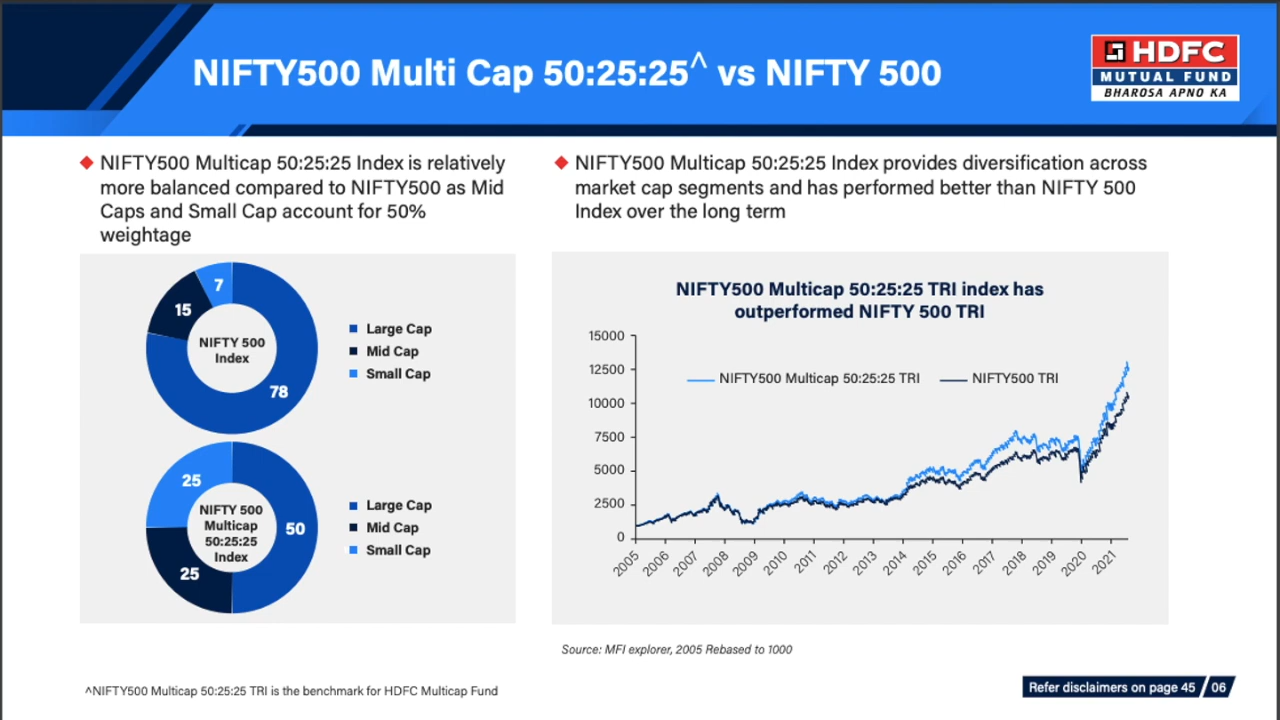 NIFTY500 Multi Cap 50:25:25^ vs NIFTY 500
HDFC
MUTUAL FUND
BHAROSA APNO KA
NIFTY500 Multicap 50:25:25 Index is relatively
more balanced compared to NIFTY500 as Mid
Caps and Small Cap account for 50%
weightage
NIFTY500 Multicap 50:25:25 Index provides diversification across
market cap segments and has performed better than NIFTY 500
Index over the long term
7
15
78
NIFTY 500
Index
Large Cap
Mid Cap
Small Cap
25
50
25
NIFTY 500
Multicap
50:25:25
Index
Large Cap
Mid Cap
Small Cap
NIFTY500 Multicap 50:25:25 TRI index has
outperformed NIFTY 500 TRI
NIFTY500 Multicap 50:25:25 TRI
NIFTY500 TRI
15000
12500
10000
7500
5000
2500
0
2005
2006
2007
2008
2009
2010
2011
2012
2013
2014
2015
2016
2017
2018
2019
2020
2021
Source: MFI explorer, 2005 Rebased to 1000
^NIFTY500 Multicap 50:25:25 TRI is the benchmark for HDFC Multicap Fund
Refer disclaimers on page 45 / 06